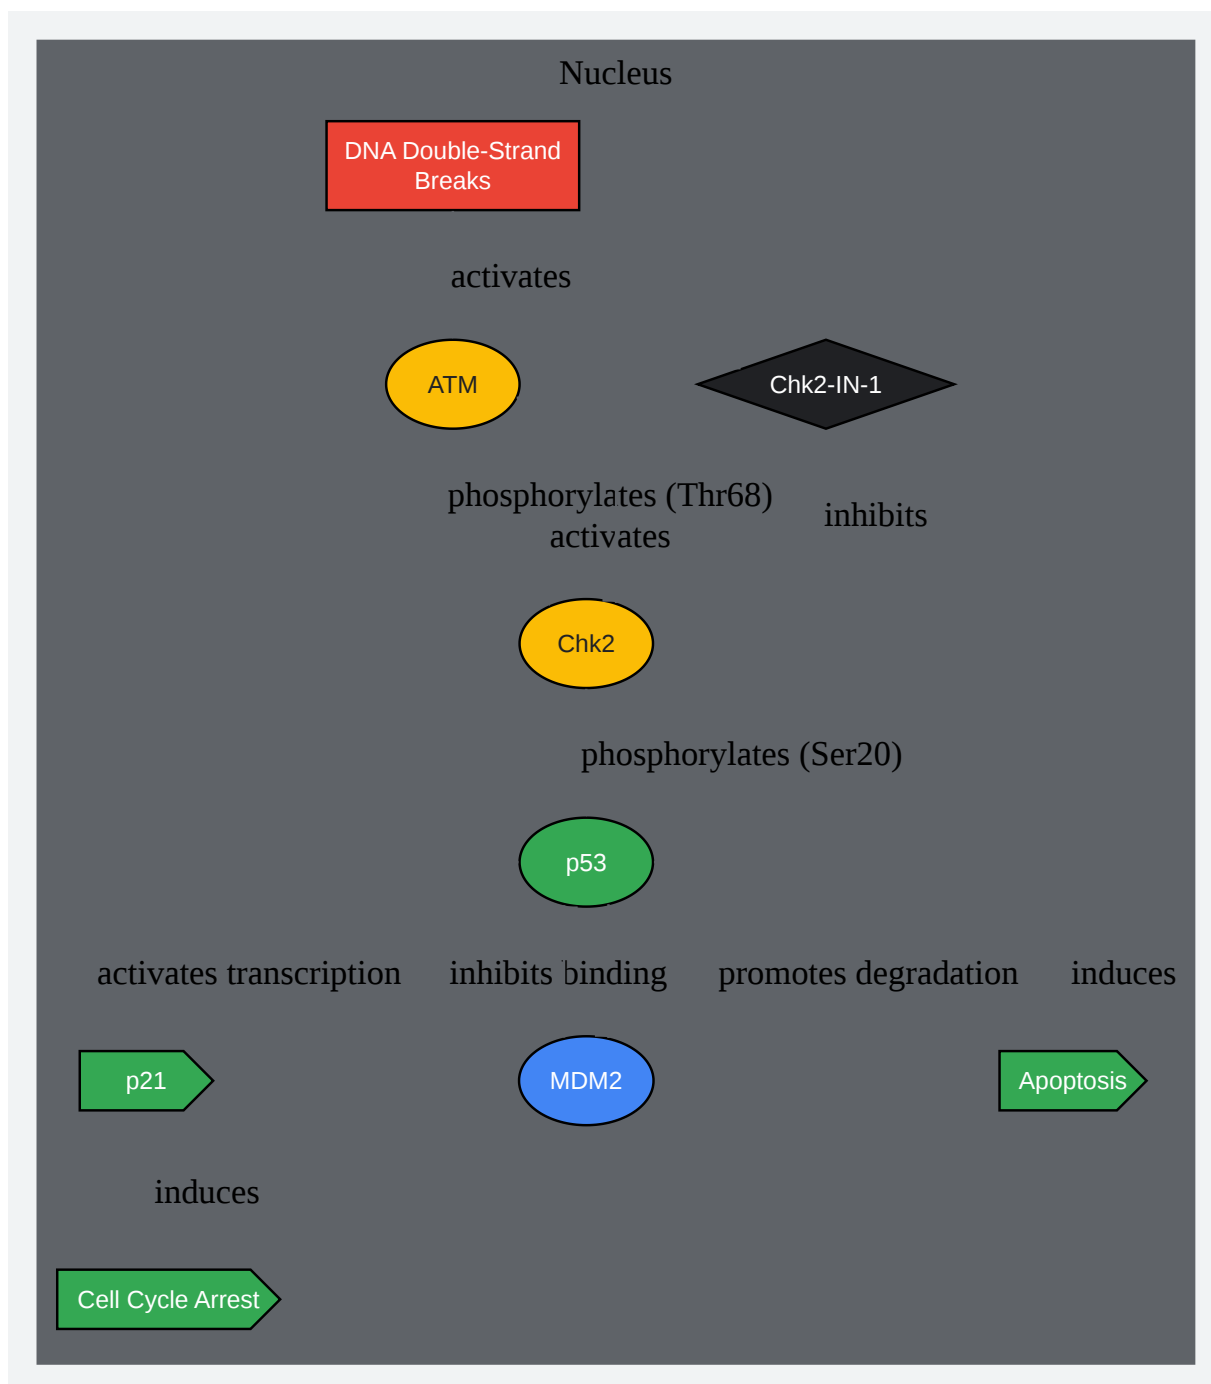 Nucleus
DNA Double-Strand
Breaks
activates
ATM
Chk2-IN-1
phosphorylates (Thr68)
activates
inhibits
Chk2
phosphorylates (Ser20)
p53
activates transcription
inhibits binding
promotes degradation
induces
p21
MDM2
Apoptosis
induces
Cell Cycle Arrest